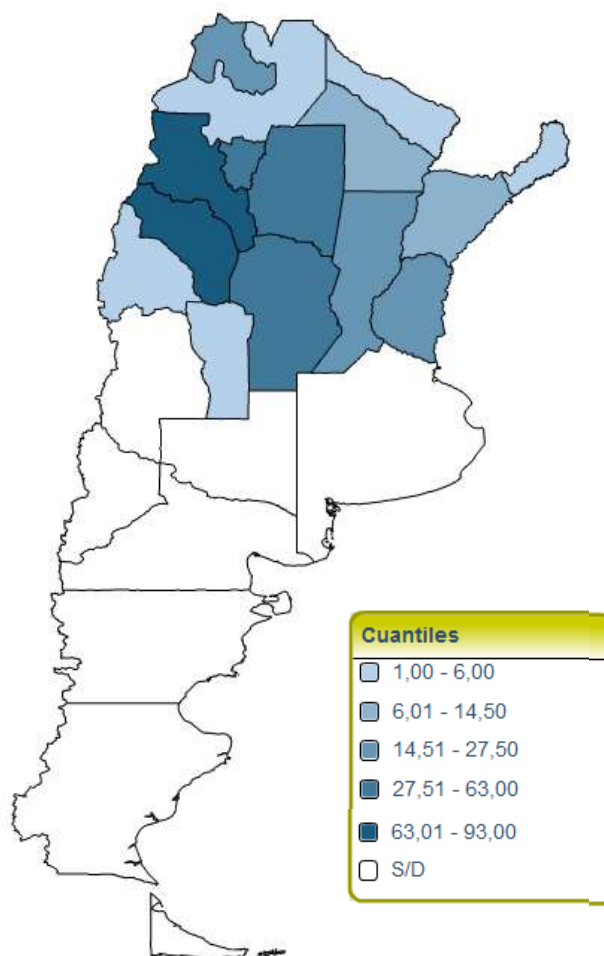 Cuantiles
1,00 - 6,00
6,01 - 14,50
14,51 - 27,50
27,51 - 63,00
63,01 - 93,00
S/D